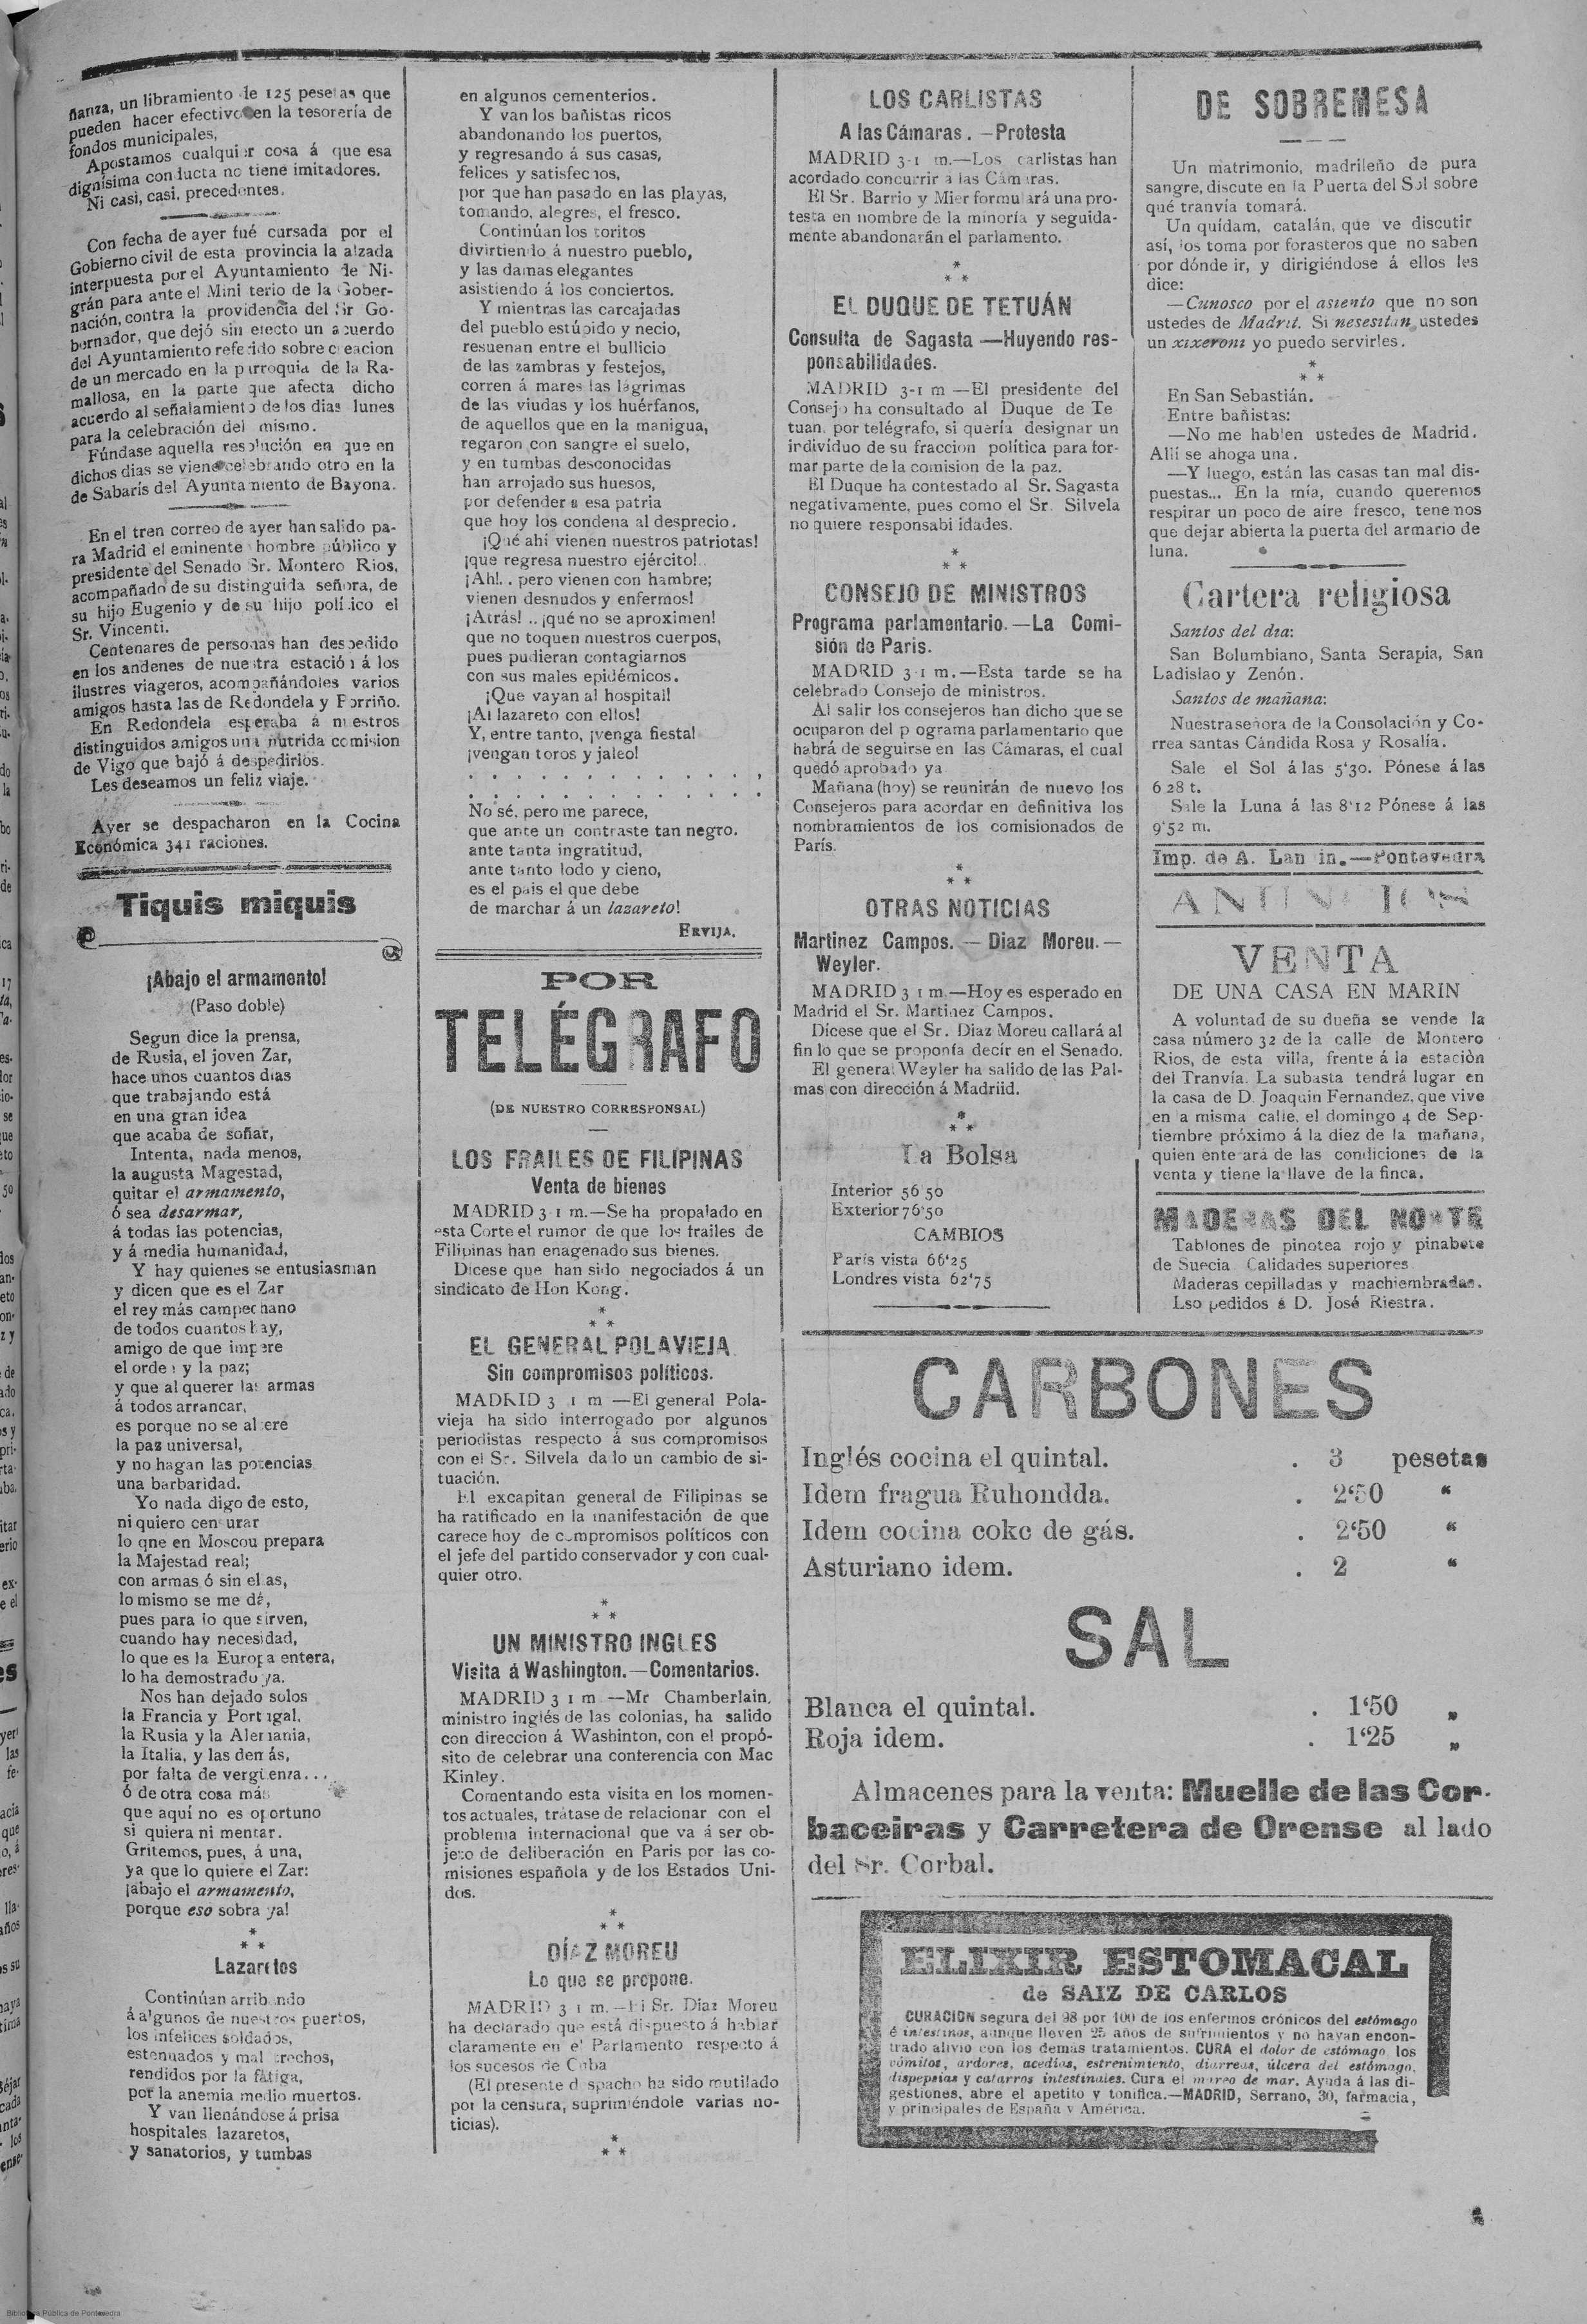 ñanza, un libramiento de 125 pesetas que
pueden hacer efectivo en la tesorería de
fondos municipales.
Apostamos cualquier cosa á que esa
dignísima conducta no tiene imitadores.
Ni casi, casi, precedentes.
Con fecha de ayer fué cursada por el
Gobierno civil de esta provincia la alzada
interpuesta por el Ayuntamiento de Ni-
grán para ante el Mini terio de la Gober-
nación, contra la providencia del Sr Go-
bernador, que dejó sin efecto un acuerdo
del Ayuntamiento referido sobre creacion
de un mercado en la parroquia de la Ra-
mallosa, en la parte que afecta dicho
acuerdo al señalamiento de los dias lunes
para la celebración del mismo.
Fúndase aquella resolución en que en
dichos dias se viene celebrando otro en la
de Sabarís del Ayuntamiento de Bayona.
En el tren correo de ayer han salido pa-
ra Madrid el eminente hombre público y
presidente del Senado Sr. Montero Rios,
acompañado de su distinguida señora, de
su hijo Eugenio y de su hijo político el
Sr. Vincenti.
Centenares de personas han despedido
en los andenes de nuestra estación á los
ilustres viageros, acompañándoles varios
amigos hasta las de Redondela y Porriño.
En Redondela esperaba á nuestros
distinguidos amigos una nutrida comision
de Vigo que bajó á despedirlos.
Les deseamos un feliz viaje.
Ayer se despacharon en la Cocina
Económica 341 raciones.
Tiquis miquis
¡Abajo el armamento!
(Paso doble)
Segun dice la prensa,
de Rusia, el joven Zar,
hace unos cuantos días
que trabajando está
en una gran idea
que acaba de soñar,
Intenta, nada menos,
la augusta Magestad,
quitar el armamento,
ó sea desarmar,
á todas las potencias,
y á media humanidad,
Y hay quienes se entusiasman
y dicen que es el Zar
el rey más campechano
de todos cuantos hay,
amigo de que impere
el orden y la paz;
y que al querer las armas
á todos arrancar,
es porque no se altere
la paz universal,
y no hagan las potencias
una barbaridad.
Yo nada digo de esto,
ni quiero censurar
lo qne en Moscou prepara
la Majestad real;
con armas ó sin ellas,
lo mismo se me dá,
pues para lo que sirven,
cuando hay necesidad,
lo que es la Europa entera,
lo ha demostrado ya.
Nos han dejado solos
la Francia y Portugal,
la Rusia y la Alemania,
la Italia, y las demás,
por falta de vergüenza...
ó de otra cosa más
que aquí no es oportuno
si quiera ni mentar.
Gritemos, pues, á una,
ya que lo quiere el Zar:
¡abajo el armamento,
porque eso sobra ya!
*
* *
Lazaretos
Continúan arribando
á algunos de nuestros puertos,
los infelices soldados,
estenuados y mal trechos,
rendidos por la fatiga,
por la anemia medio muertos.
Y van llenándose á prisa
hospitales lazaretos,
y sanatorios, y tumbas
en algunos cementerios.
Y van los bañistas ricos
abandonando los puertos,
y regresando á sus casas,
felices y satisfechos,
por que han pasado en las playas,
tomando, alegres, el fresco.
Continúan los toritos
divirtiendo á nuestro pueblo,
y las damas elegantes
asistiendo á los conciertos.
Y mientras las carcajadas
del pueblo estúpido y necio,
resuenan entre el bullicio
de las zambras y festejos,
corren á mares las lágrimas
de las viudas y los huérfanos,
de aquellos que en la manigua,
regaron con sangre el suelo,
y en tumbas desconocidas
han arrojado sus huesos,
por defender a esa patria
que hoy los condena al desprecio.
¡Qué ahí vienen nuestros patriotas!
¡que regresa nuestro ejército!..
¡Ah!.. pero vienen con hambre;
vienen desnudos y enfermos!
¡Atrás! .. ¡qué no se aproximen!
que no toquen nuestros cuerpos,
pues pudieran contagiarnos
con sus males epidémicos.
¡Que vayan al hospital!
¡Al lazareto con ellos!
Y, entre tanto, ¡venga fiesta!
¡vengan toros y jaleo!
. . . . . . . . . . . . ,
. . . . . . . . . . . . .
No sé, pero me parece,
que ante un contraste tan negro,
ante tanta ingratitud,
ante tanto lodo y cieno,
es el pais el que debe
de marchar á un lazareto!
ERVIJA.
POR
TELÉGRAFO
(DE NUESTRO CORRESPONSAL)
LOS FRAILES DE FILIPINAS
Venta de bienes
MADRID 3 1 m.—Se ha propalado en
esta Corte el rumor de que los frailes de
Filipinas han enagenado sus bienes.
Dícese que han sido negociados á un
sindicato de Hon Kong.
*
* *
EL GENERAL POLAVIEJA
Sin compromisos políticos.
MADRID 3 1 m —El general Pola-
vieja ha sido interrogado por algunos
periodistas respecto á sus compromisos
con el Sr. Silvela dado un cambio de si-
tuación.
El excapitan general de Filipinas se
ha ratificado en la manifestación de que
carece hoy de compromisos políticos con
el jefe del partido conservador y con cual-
quier otro.
*
* *
UN MINISTRO INGLES
Visita á Washington.—Comentarios.
MADRID 3 1 m —Mr Chamberlain,
ministro inglés de las colonias, ha salido
con direccion á Washinton, con el propó-
sito de celebrar una conferencia con Mac
Kinley.
Comentando esta visita en los momen-
tos actuales, trátase de relacionar con el
problema internacional que va á ser ob-
jeto de deliberación en Paris por las co-
misiones española y de los Estados Uni-
dos.
*
* *
DÍAZ MOREU
Lo que se propone.
MADRID 3 1 m.—El Sr. Díaz Moreu
ha declarado que está dispuesto á hablar
claramente en el Parlamento respecto á
los sucesos de Cuba
(El presente d spacho ha sido mutilado
por la censura, suprimiéndole varias no-
ticias).
*
* *
LOS CARLISTAS
A las Cámaras. —Protesta
MADRID 3-1 m.—Los carlistas han
acordado concurrir a las Cámaras.
El Sr. Barrio y Mier formulará una pro-
testa en nombre de la minoría y seguida-
mente abandonarán el parlamento.
*
* *
EL DUQUE DE TETUÁN
Consulta de Sagasta —Huyendo res-
ponsabilidades.
MADRID 3-1 m —El presidente del
Consejo ha consultado al Duque de Te
tuan, por telégrafo, si quería designar un
individuo de su fraccion política para for-
mar parte de la comision de la paz.
El Duque ha contestado al Sr. Sagasta
negativamente, pues como el Sr. Silvela
no quiere responsabi idades.
*
* *
CONSEJO DE MINISTROS
Programa parlamentario.—La Comi-
sión de Paris.
MADRID 3-1 m.—Esta tarde se ha
celebrado Consejo de ministros.
Al salir los consejeros han dicho que se
ocuparon del p ograma parlamentario que
habrá de seguirse en las Cámaras, el cual
quedó aprobado ya
Mañana (hoy) se reunirán de nuevo los
Consejeros para acordar en definitiva los
nombramientos de los comisionados de
París.
*
* *
OTRAS NOTICIAS
Martinez Campos. — Diaz Moreu.—
Weyler.
MADRID 3 1 m.—Hoy es esperado en
Madrid el Sr. Martinez Campos.
Dícese que el Sr. Diaz Moreu callará al
fin lo que se proponía decir en el Senado.
El general Weyler ha salido de las Pal-
mas con dirección á Madriid.
*
* *
La Bolsa
Interior 56'50
Exterior 76'50
CAMBIOS
París vista 66'25
Londres vista 62'75
DE SOBREMESA
Un matrimonio, madrileño de pura
sangre, discute en la Puerta del Sol sobre
qué tranvía tomará.
Un quídam, catalán, que ve discutir
así, los toma por forasteros que no saben
por dónde ir, y dirigiéndose á ellos les
dice:
—Cunosco por el asiento que no son
ustedes de Madrit. Si nesesitan ustedes
un xixeroni yo puedo servirles.
*
* *
En San Sebastián.
Entre bañistas:
—No me hablen ustedes de Madrid.
Allí se ahoga una.
—Y luego, están las casas tan mal dis-
puestas... En la mía, cuando queremos
respirar un poco de aire fresco, tenemos
que dejar abierta la puerta del armario de
luna.
Cartera religiosa
Santos del dia:
San Bolumbiano, Santa Serapia, San
Ladislao y Zenón.
Santos de mañana:
Nuestra señora de la Consolación y Co-
rrea santas Cándida Rosa y Rosalía.
Sale el Sol á las 5'30. Pónese á las
6 28 t.
Sale la Luna á las 8'12 Pónese á las
9'52 m.
Imp. de A. Lan in.—Pontevedra
VENTA
DE UNA CASA EN MARIN
A voluntad de su dueña se vende la
casa número 32 de la calle de Montero
Rios, de esta villa, frente á la estación
del Tranvía. La subasta tendrá lugar en
la casa de D. Joaquin Fernandez, que vive
en a misma calle, el domingo 4 de Sep-
tiembre próximo á la diez de la mañana,
quien ente ará de las condiciones de la
venta y tiene la llave de la finca.
MADERAS DEL NORTE
Tablones de pinotea rojo y pinabete
de Suecia Calidades superiores.
Maderas cepilladas y machiembradas.
Lso pedidos á D. José Riestra.
CARBONES
Inglés cocina el quintal. . 3 pesetas
Idem fragua Ruhondda. . 2'50 "
Idem cocina cokc de gás. . 2'50 "
Asturiano idem. . 2 "
SAL
Blanca el quintal. . 1'50 „
Roja idem. . 1'25 „
Almacenes para la venta: Muelle de las Cor-
baceiras y Carretera de Orense al lado
del Sr. Corbal.
ELIXIR ESTOMACAL
de SAIZ DE CARLOS
CURACION segura del 98 por 100 de los enfermos crónicos del estómago
é intestinos, aunque lleven 25 años de sufrimientos y no hayan encon-
trado alivio con los demás tratamientos. CURA el dolor de estómago, los
vómitos, ardores, acedías, estrenimiento, diarreas, úlcera del estómago,
dispepsias y catarros intestinales. Cura el mareo de mar. Ayuda á las di-
gestiones, abre el apetito y tonifica.—MADRID, Serrano, 30, farmacia,
y principales de España y América.
Biblioteca Pública de Pontevedra